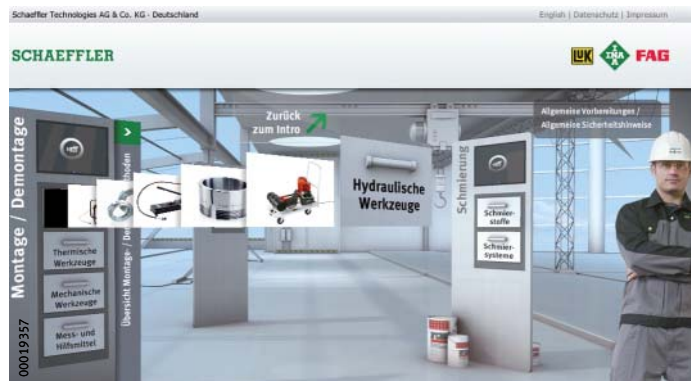 Schaeffler Technologies AG & Co. KG - Deutschland
English | Datenschutz | Impressum
SCHAEFFLER
LUK
INA
FAG
Montage / Demontage
Zurück
zum Intro
Allgemeine Vorbereitungen /
Allgemeine Sicherheitshinweise
Hydraulische
Werkzeuge
Schmierung
Schmier-
stoffe
Schmier-
systeme
Thermische
Werkzeuge
Mechanische
Werkzeuge
Mess- und
Hilfsmittel
Übersicht Montage- /
00019357